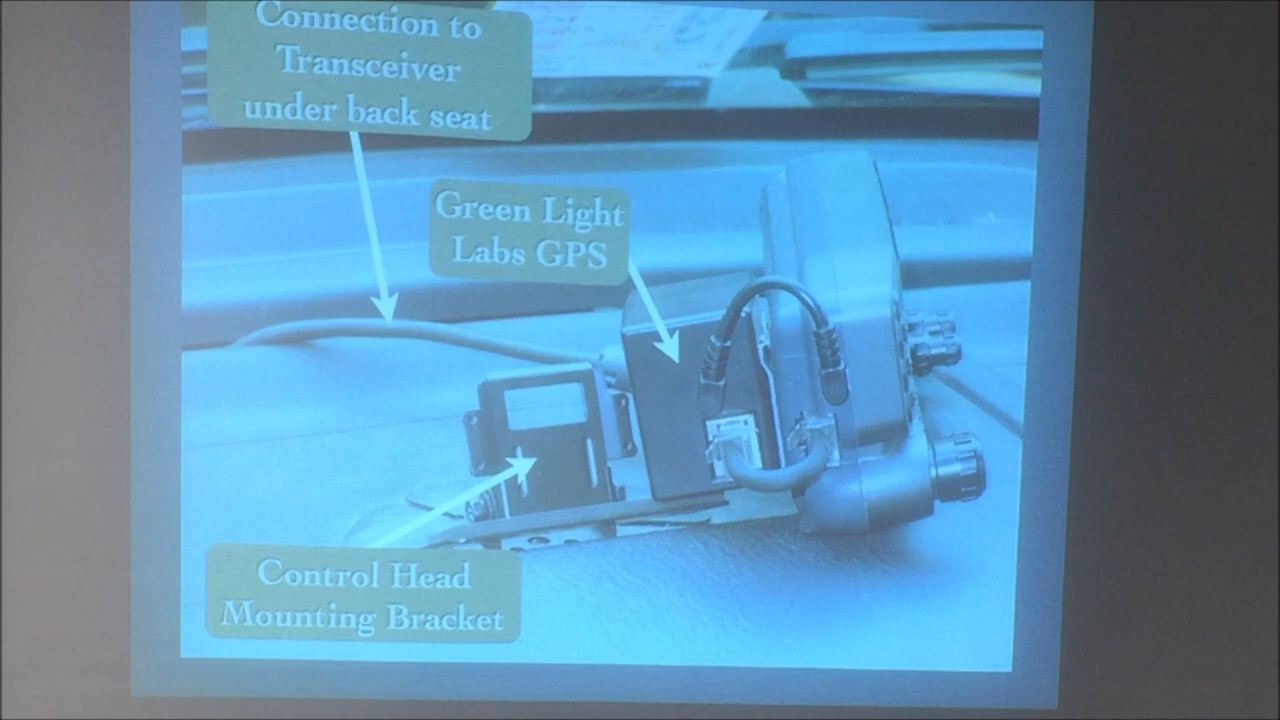 Connection to
Transceiver
under back seat
Green Light
Labs GPS
Control Head
Mounting Bracket